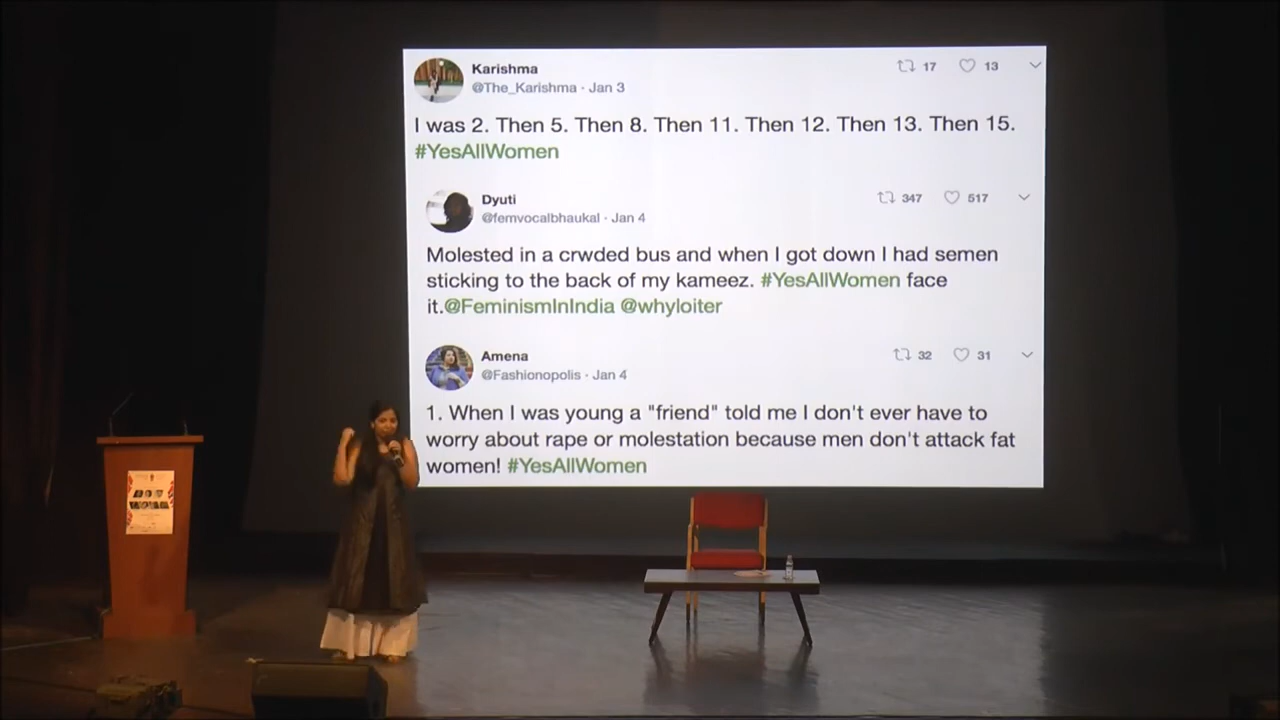 Karishma
@The_Karishma · Jan 3
17
13
I was 2. Then 5. Then 8. Then 11. Then 12. Then 13. Then 15.
#YesAllWomen
Dyuti
@femvocalbhaukal · Jan 4
347
517
Molested in a crwded bus and when I got down I had semen
sticking to the back of my kameez. #YesAllWomen face
it.@FeminismInIndia @whyloiter
Amena
@Fashionopolis · Jan 4
32
31
1. When I was young a "friend" told me I don't ever have to
worry about rape or molestation because men don't attack fat
women! #YesAllWomen